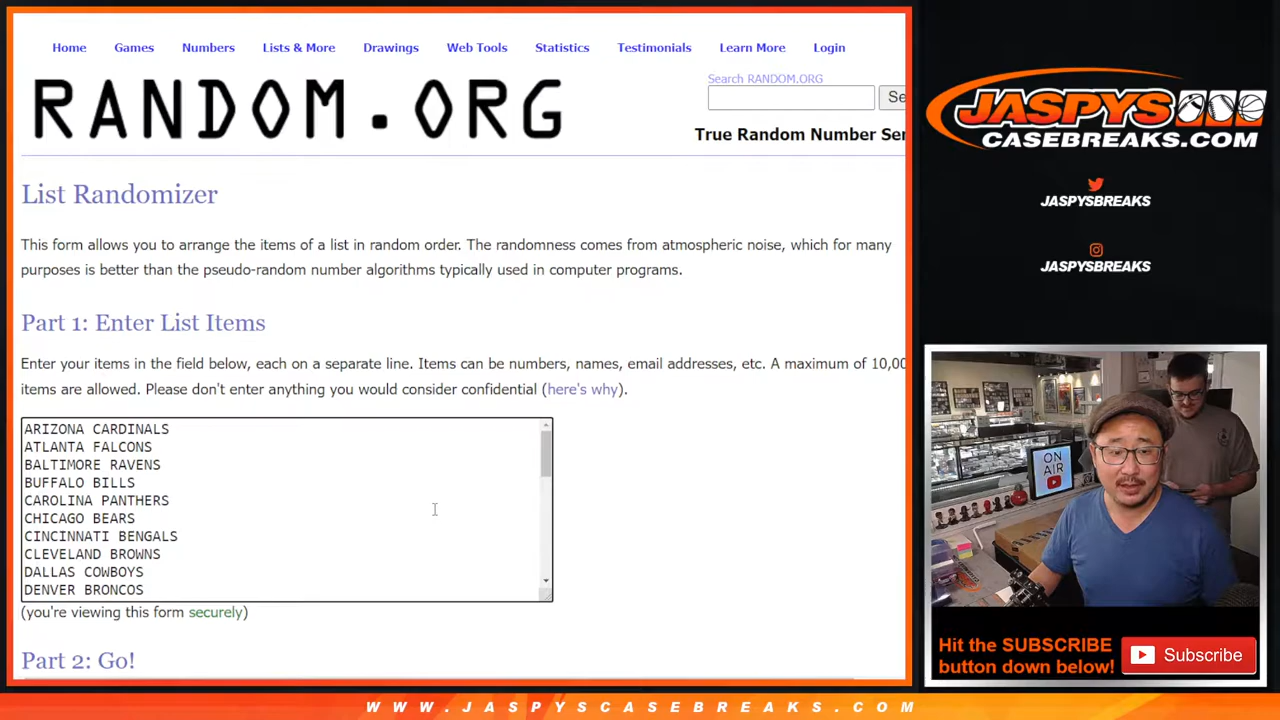 Home Games Numbers Lists & More Drawings Web Tools Statistics Testimonials Learn More Login
RANDOM.ORG
Search RANDOM.ORG
Se
True Random Number Ser
List Randomizer
This form allows you to arrange the items of a list in random order. The randomness comes from atmospheric noise, which for many
purposes is better than the pseudo-random number algorithms typically used in computer programs.
Part 1: Enter List Items
Enter your items in the field below, each on a separate line. Items can be numbers, names, email addresses, etc. A maximum of 10,00
items are allowed. Please don't enter anything you would consider confidential (here's why).
ARIZONA CARDINALS
ATLANTA FALCONS
BALTIMORE RAVENS
BUFFALO BILLS
CAROLINA PANTHERS
CHICAGO BEARS
CINCINNATI BENGALS
CLEVELAND BROWNS
DALLAS COWBOYS
DENVER BRONCOS
(you're viewing this form securely)
Part 2: Go!
JASPYS
CASEBREAKS.COM
JASPYSBREAKS
JASPYSBREAKS
ON
AIR
Hit the SUBSCRIBE
button down below!
Subscribe
WWW.JASPYSCASEBREAKS.COM